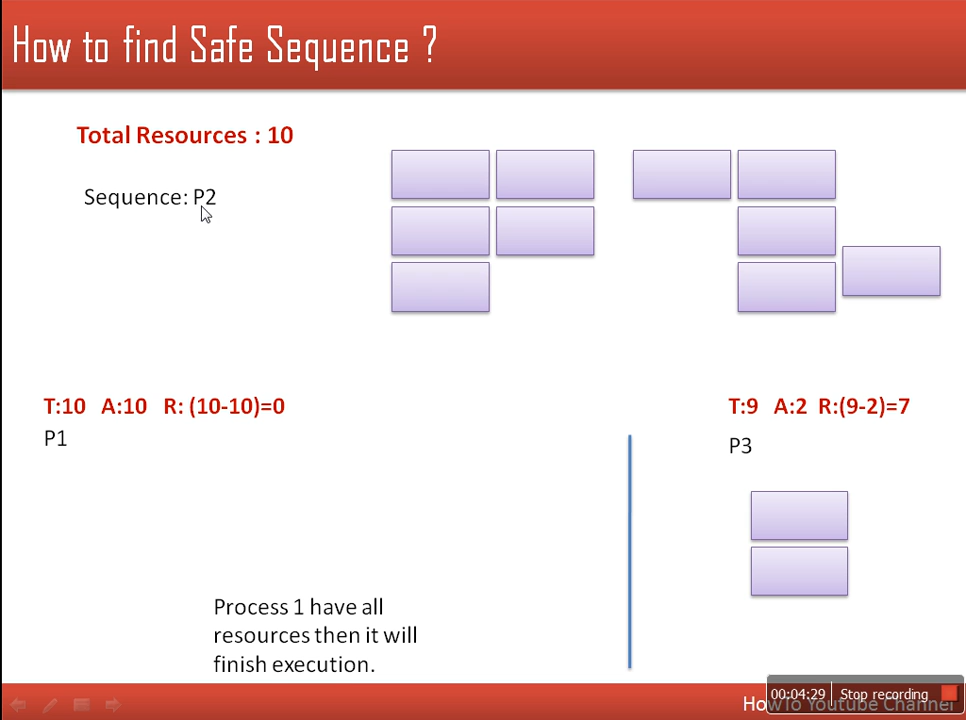 How to find Safe Sequence ?
Total Resources : 10
Sequence: P2
T:10 A:10 R: (10-10)=0
P1
T:9 A:2 R:(9-2)=7
P3
Process 1 have all
resources then it will
finish execution.
HowTo Youtube Channel
00:04:29 Stop recording